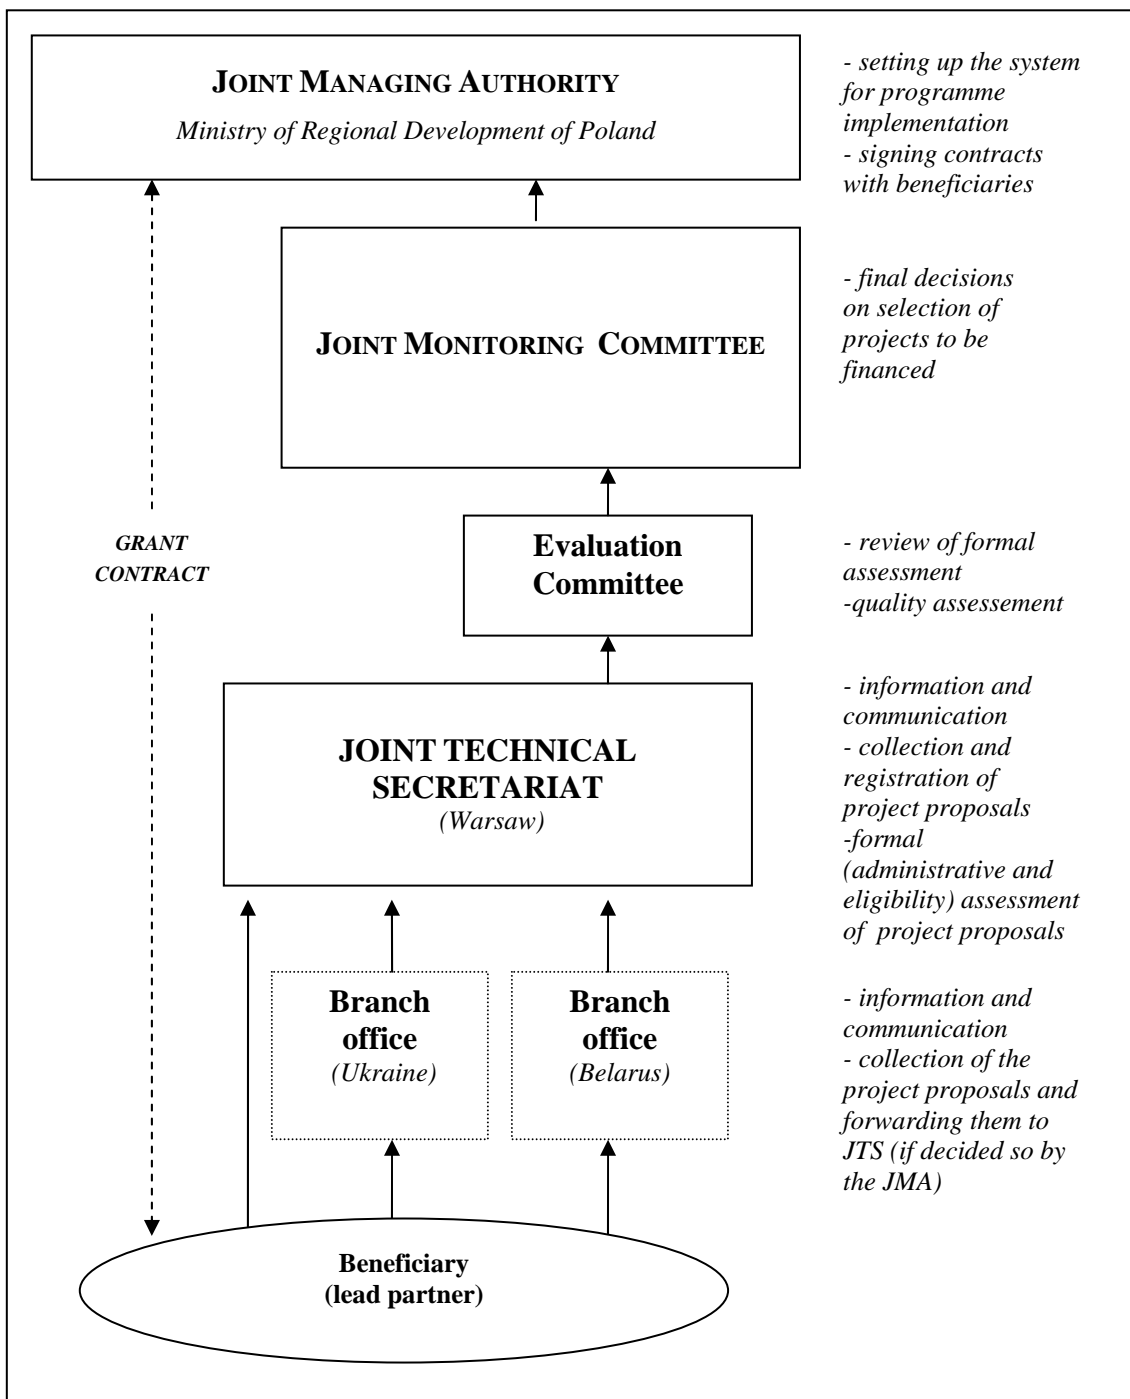 JOINT MANAGING AUTHORITY
Ministry of Regional Development of Poland
- setting up the system
for programme
implementation
- signing contracts
with beneficiaries
JOINT MONITORING COMMITTEE
- final decisions
on selection of
projects to be
financed
GRANT
CONTRACT
Evaluation
Committee
- review of formal
assessment
-quality assessement
JOINT TECHNICAL
SECRETARIAT
(Warsaw)
- information and
communication
- collection and
registration of
project proposals
-formal
(administrative and
eligibility) assessment
of project proposals
Branch
office
(Ukraine)
Branch
office
(Belarus)
- information and
communication
- collection of the
project proposals and
forwarding them to
JTS (if decided so by
the JMA)
Beneficiary
(lead partner)